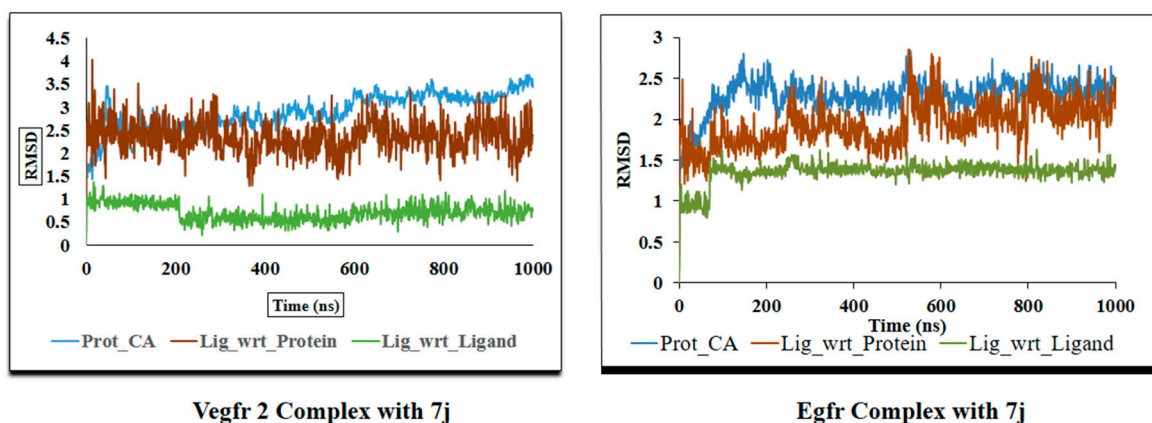 4.5
4
3.5
3
2.5
2
1.5
1
0.5
0
RMSD
0 200 400 600 800 1000
Time (ns)
Prot_CA Lig_wrt_Protein Lig_wrt_Ligand
Vegfr 2 Complex with 7j
3
2.5
2
1.5
1
0.5
0
RMSD
0 200 400 600 800 1000
Time (ns)
Prot_CA Lig_wrt_Protein Lig_wrt_Ligand
Egfr Complex with 7j